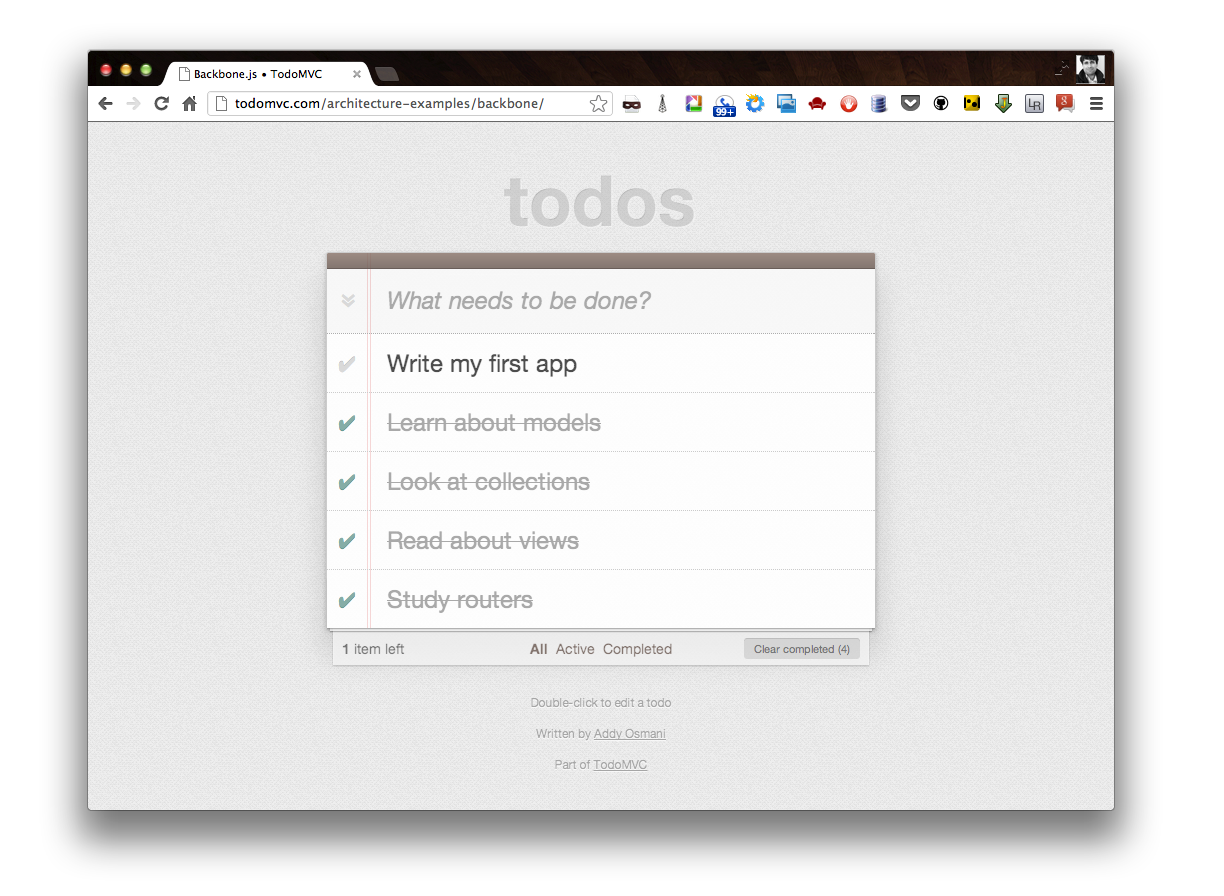 Backbone.js • TodoMVC
todomvc.com/architecture-examples/backbone/
99+
LR
8
todos
What needs to be done?
Write my first app
Learn about models
Look at collections
Read about views
Study routers
1 item left All Active Completed Clear completed (4)
Double-click to edit a todo
Written by Addy Osmani
Part of TodoMVC